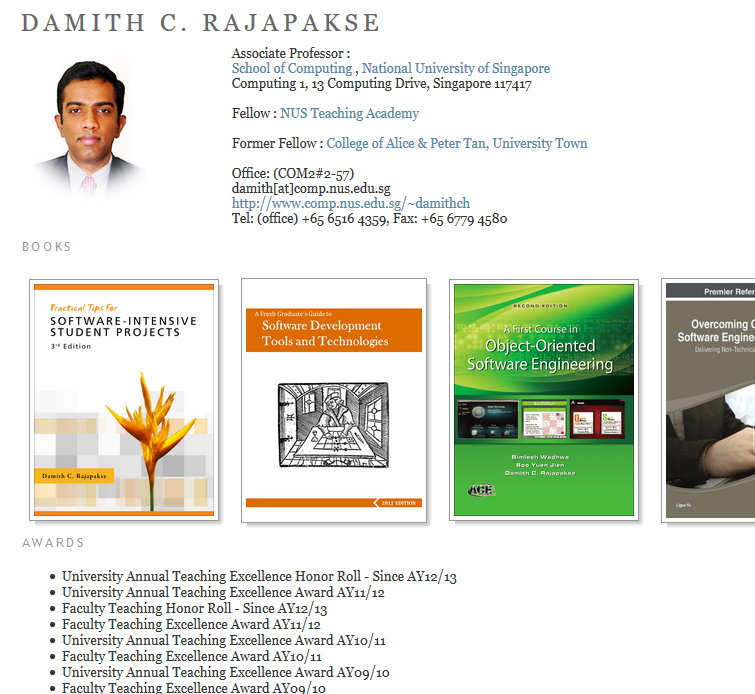 DAMITH C. RAJAPAKSE
Associate Professor :
School of Computing , National University of Singapore
Computing 1, 13 Computing Drive, Singapore 117417
Fellow : NUS Teaching Academy
Former Fellow : College of Alice & Peter Tan, University Town
Office: (COM2#2-57)
damith[at]comp.nus.edu.sg
http://www.comp.nus.edu.sg/~damithch
Tel: (office) +65 6516 4359, Fax: +65 6779 4580
BOOKS
Practical Tips For
SOFTWARE-INTENSIVE
STUDENT PROJECTS
3rd Edition
Damith C. Rajapakse
A Fresh Graduate's Guide to
Software Development
Tools and Technologies
2012 EDITION
SECOND EDITION
A First Course in
Object-Oriented
Software Engineering
Bimlesh Wadhwa
Soo Yuen Jien
Damith C. Rajapakse
Premier Refer
Overcoming C
Software Enginee
Delivering Non-Technica
Liguo Yu
AWARDS
University Annual Teaching Excellence Honor Roll - Since AY12/13
University Annual Teaching Excellence Award AY11/12
Faculty Teaching Honor Roll - Since AY12/13
Faculty Teaching Excellence Award AY11/12
University Annual Teaching Excellence Award AY10/11
Faculty Teaching Excellence Award AY10/11
University Annual Teaching Excellence Award AY09/10
Faculty Teaching Excellence Award AY09/10